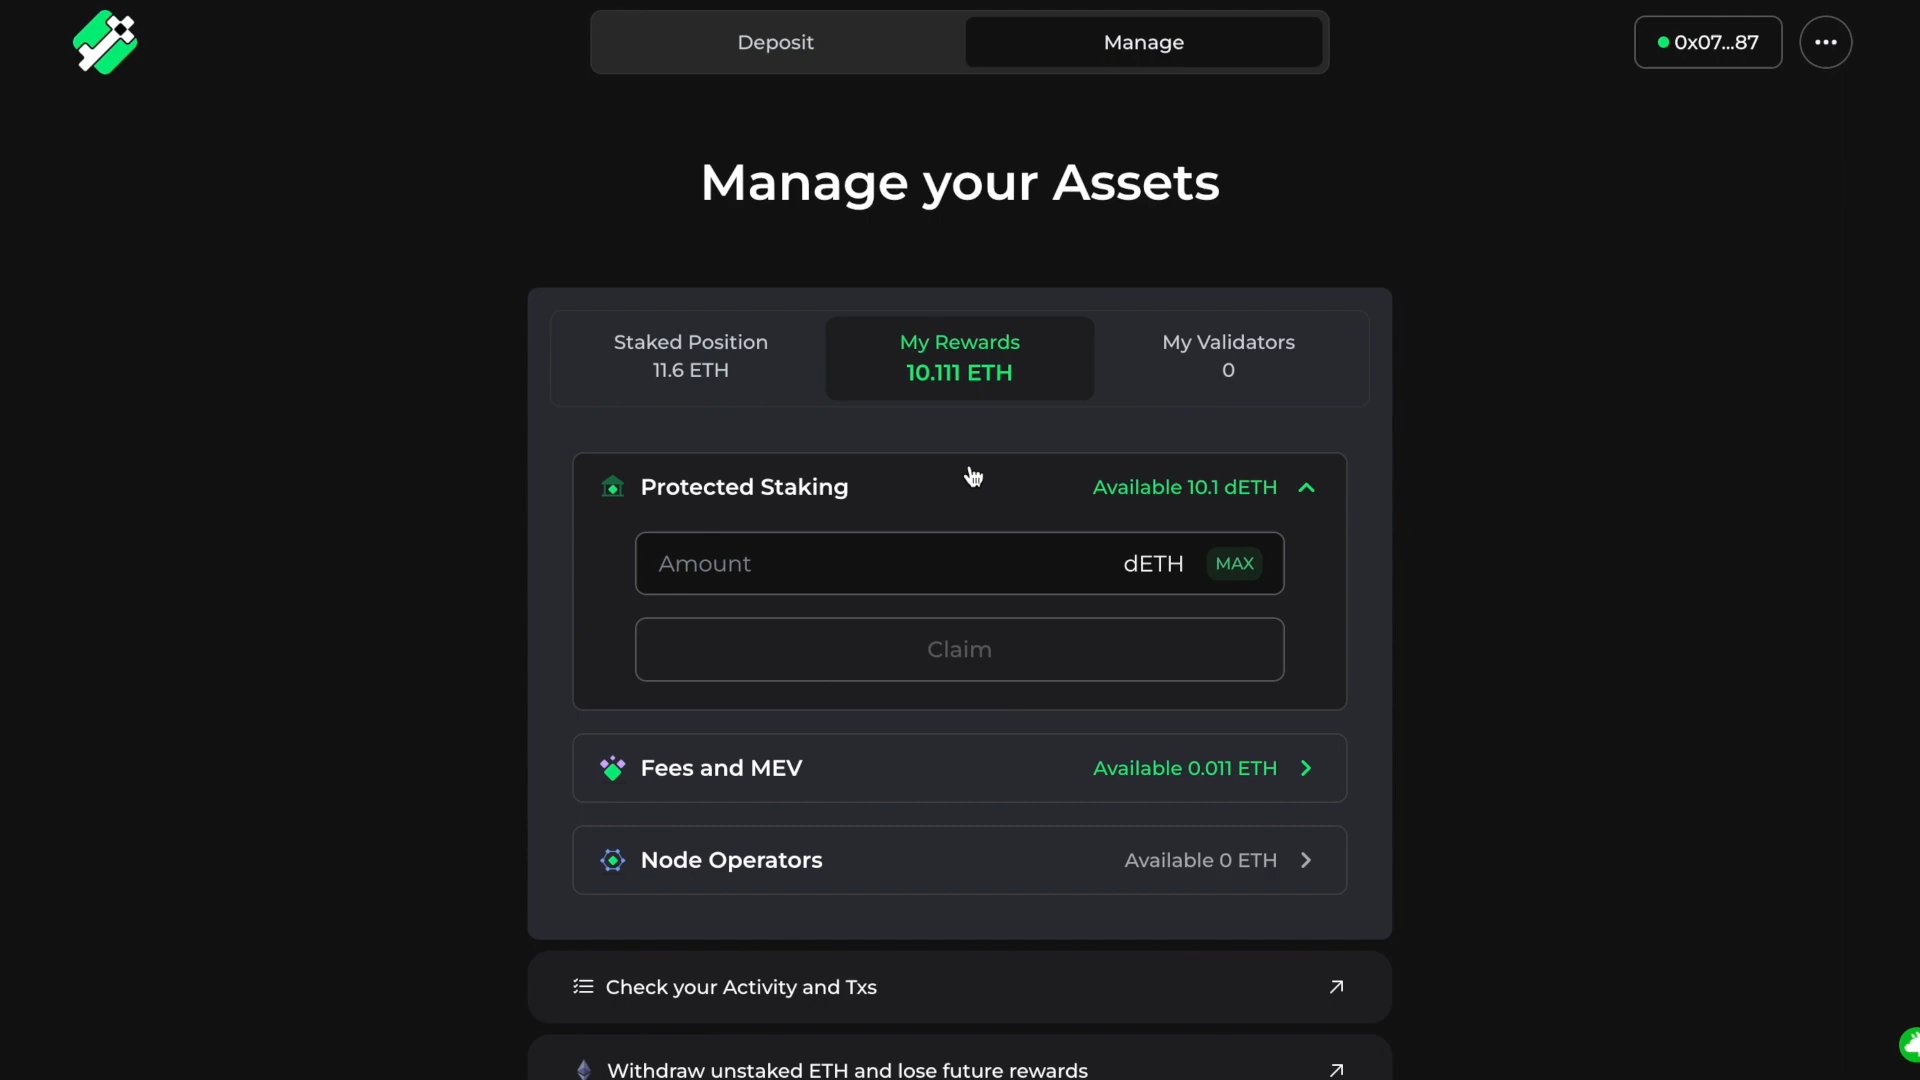 Deposit
Manage
0x07...87
Manage your Assets
Staked Position
11.6 ETH
My Rewards
10.111 ETH
My Validators
0
Protected Staking
Available 10.1 dETH
Amount
dETH
MAX
Claim
Fees and MEV
Available 0.011 ETH
Node Operators
Available 0 ETH
Check your Activity and Txs
Withdraw unstaked ETH and lose future rewards